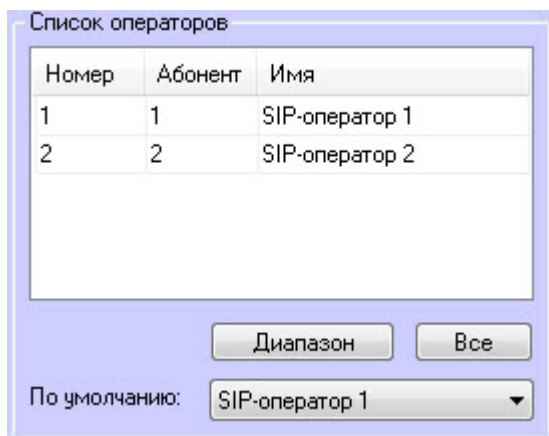 Список операторов
Номер Абонент Имя
1 1 SIP-оператор 1
2 2 SIP-оператор 2
Диапазон Все
По умолчанию: SIP-оператор 1